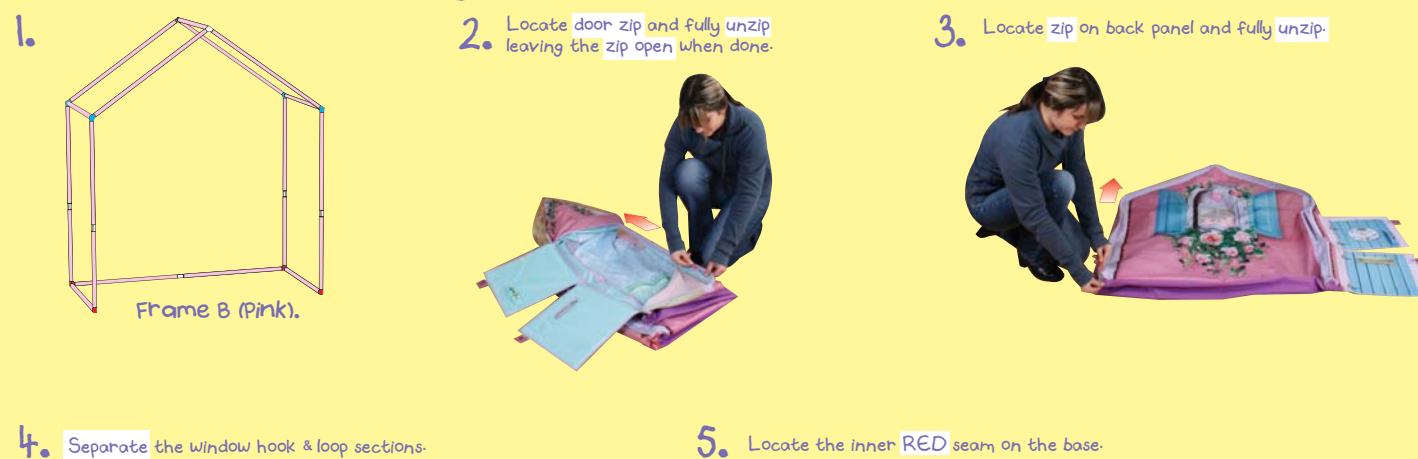 1.
Frame B (Pink).
2. Locate door zip and fully unzip
leaving the zip open when done.
3. Locate zip on back panel and fully unzip.
4. Separate the window hook & loop sections.
5. Locate the inner RED seam on the base.